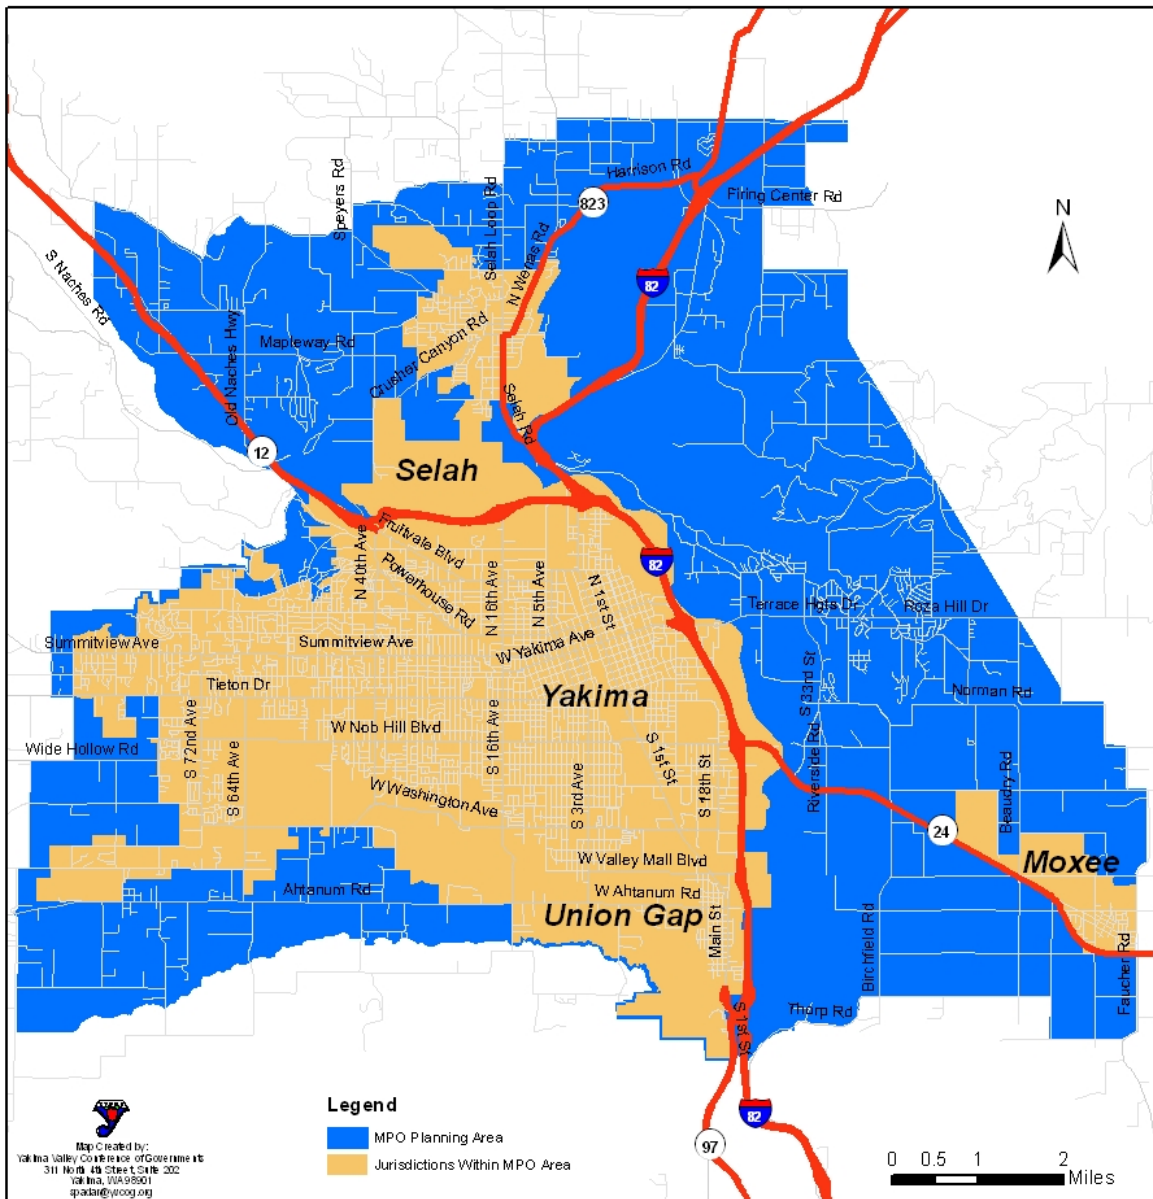 Harrison Rd
Firing Center Rd
823
Speyers Rd
Selah Loop Rd
N Wenas Rd
N
S Naches Rd
82
Old Naches Hwy
Mapleway Rd
Crusher Canyon Rd
Selah Rd
12
Selah
Fruitvale Blvd
N 40th Ave
Powerhouse Rd
N 16th Ave
N 5th Ave
N 1st St
82
Terrace Hgts Dr
Roza Hill Dr
Summitview Ave
Summitview Ave
W Yakima Ave
Tieton Dr
Yakima
S 33rd St
Norman Rd
S 72nd Ave
W Nob Hill Blvd
S 16th Ave
Wide Hollow Rd
S 64th Ave
S 1st St
S 18th St
Riverside Rd
Beaudry Rd
W Washington Ave
S 3rd Ave
24
W Valley Mall Blvd
Moxee
Ahtanum Rd
W Ahtanum Rd
Union Gap
Main St
Birchfield Rd
Faucher Rd
Thorp Rd
S 1st St
82
97
Legend
MPO Planning Area
Jurisdictions Within MPO Area
Map Created by:
Yakima Valley Conference of Governments
311 North 4th Street, Suite 202
Yakima, WA 98901
spadar@yvcog.org
0 0.5 1 2
Miles